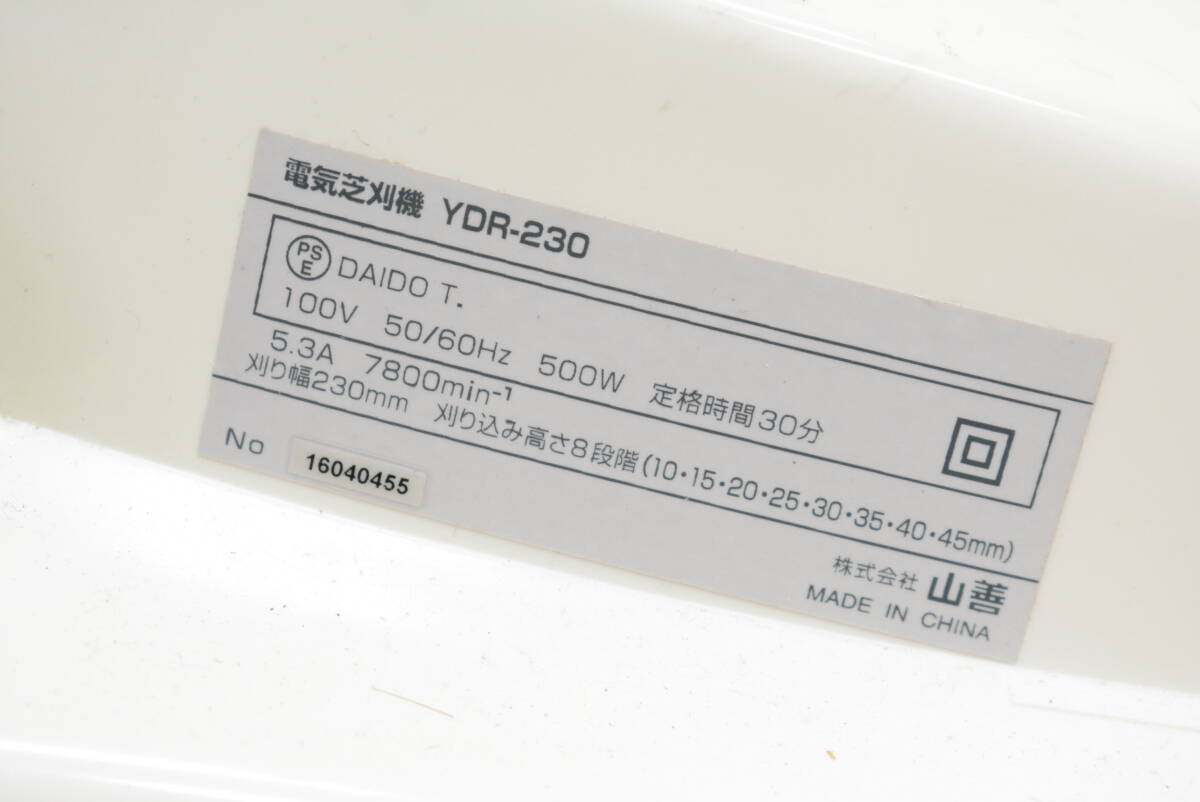 電気芝刈機 YDR-230
PS E DAIDO T.
100V 50/60Hz 500W 定格時間30分
5.3A 7800min-1
刈り幅230mm 刈り込み高さ8段階(10・15・20・25・30・35・40・45mm)
No 16040455
株式会社 山善
MADE IN CHINA